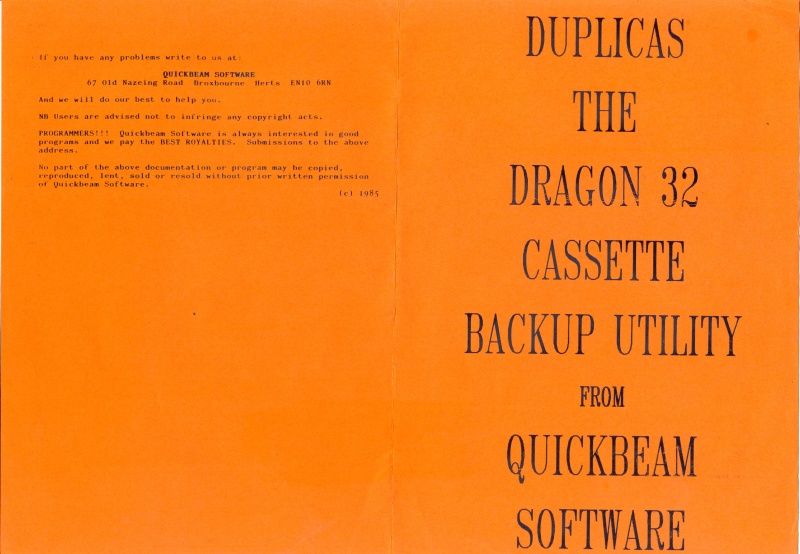 If you have any problems write to us at:
QUICKBEAM SOFTWARE
67 Old Nazeing Road Broxbourne Herts EN10 6RN
And we will do our best to help you.
NB Users are advised not to infringe any copyright acts.
PROGRAMMERS!!! Quickbeam Software is always interested in good
programs and we pay the BEST ROYALTIES. Submissions to the above
address.
No part of the above documentation or program may be copied,
reproduced, lent, sold or resold without prior written permission
of Quickbeam Software.
(c) 1985
DUPLICAS
THE
DRAGON 32
CASSETTE
BACKUP UTILITY
FROM
QUICKBEAM
SOFTWARE